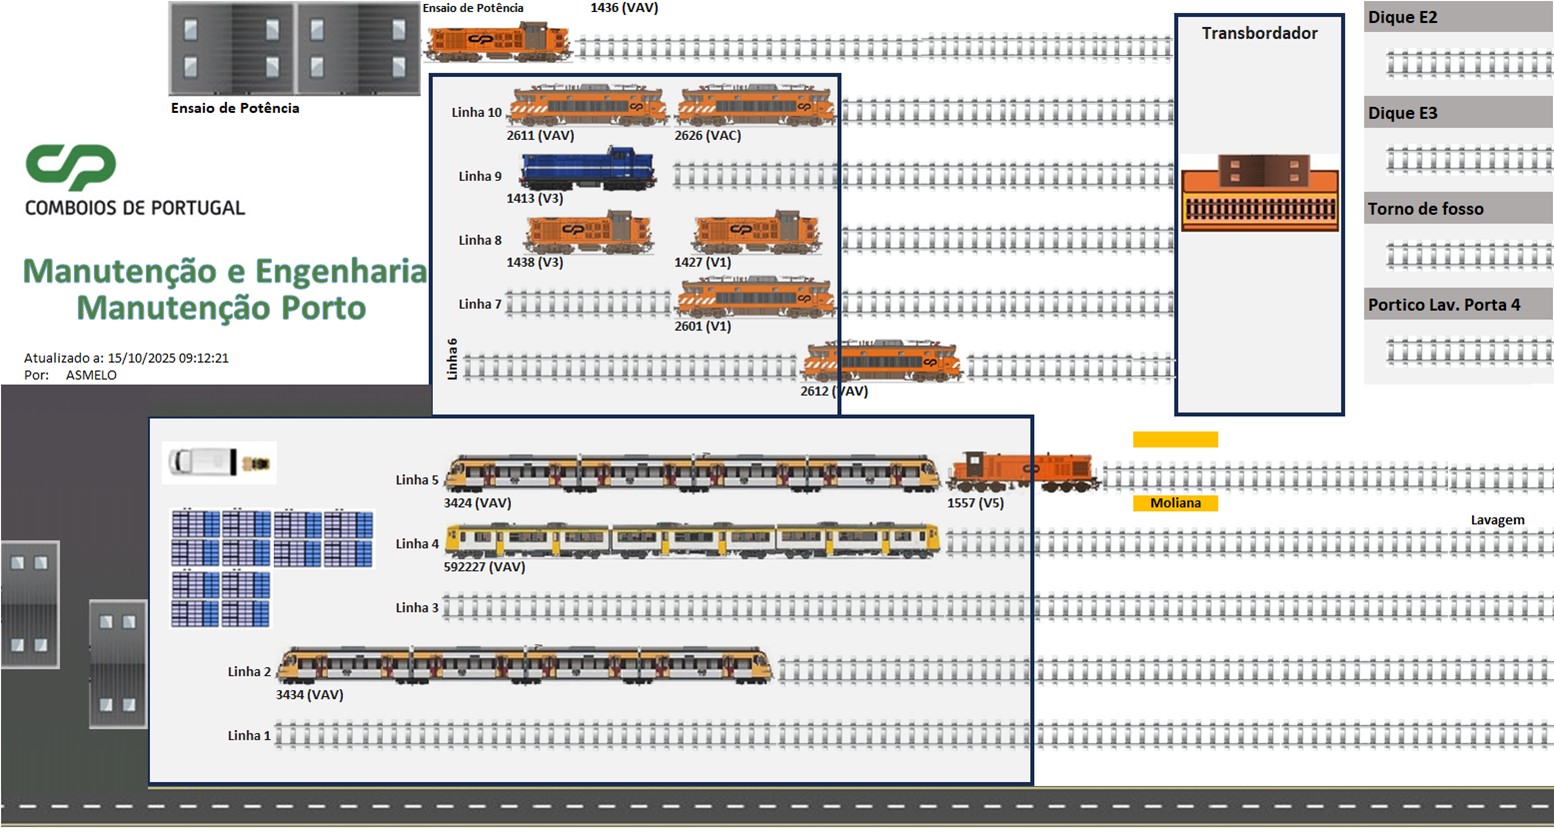 Ensaio de Potência
1436 (VAV)
Ensaio de Potência
Transbordador
Dique E2
Dique E3
Torno de fosso
Portico Lav. Porta 4
CP
COMBOIOS DE PORTUGAL
Manutenção e Engenharia
Manutenção Porto
Atualizado a: 15/10/2025 09:12:21
Por: ASMELO
Linha 10
2611 (VAV)
2626 (VAC)
Linha 9
1413 (V3)
Linha 8
1438 (V3)
1427 (V1)
Linha 7
2601 (V1)
Linha 6
2612 (VAV)
Linha 5
3424 (VAV)
1557 (V5)
Moliana
Lavagem
Linha 4
592227 (VAV)
Linha 3
Linha 2
3434 (VAV)
Linha 1